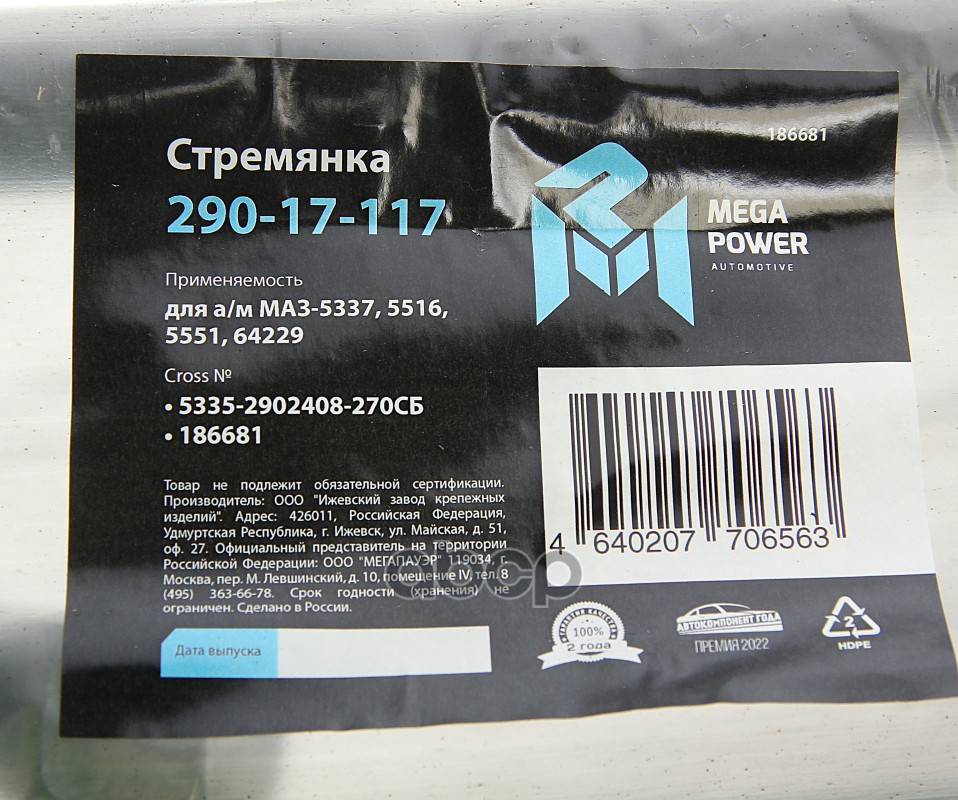 186681
Стремянка
290-17-117
MEGA
POWER
AUTOMOTIVE
Применяемость
для а/м МАЗ-5337, 5516,
5551, 64229
Cross №
• 5335-2902408-270СБ
• 186681
Товар не подлежит обязательной сертификации.
Производитель: ООО "Ижевский завод крепежных
изделий". Адрес: 426011, Российская Федерация,
Удмуртская Республика, г. Ижевск, ул. Майская, д. 51,
оф. 27. Официальный представитель на территории
Российской Федерации: ООО "МЕГАПАУЭР" 119034, г.
Москва, пер. М. Левшинский, д. 10, помещение IV, тел. 8
(495) 363-66-78. Срок годности (хранения) не
ограничен. Сделано в России.
Дата выпуска
4 640207 706563
ГАРАНТИЯ КАЧЕСТВА
100%
2 года
АВТОКОМПОНЕНТ ГОДА
ПРЕМИЯ 2022
2
HDPE
abcp